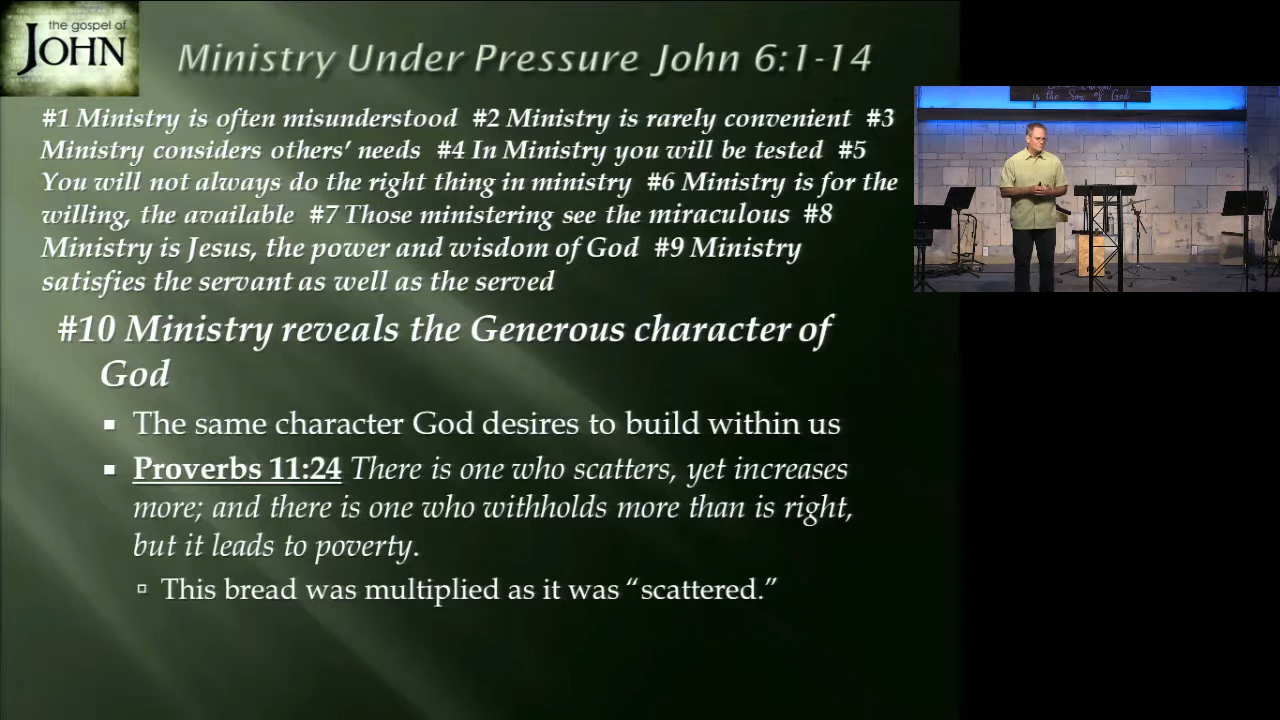 the gospel of
JOHN
Ministry Under Pressure John 6:1-14
#1 Ministry is often misunderstood #2 Ministry is rarely convenient #3
Ministry considers others’ needs #4 In Ministry you will be tested #5
You will not always do the right thing in ministry #6 Ministry is for the
willing, the available #7 Those ministering see the miraculous #8
Ministry is Jesus, the power and wisdom of God #9 Ministry
satisfies the servant as well as the served
#10 Ministry reveals the Generous character of
God
The same character God desires to build within us
Proverbs 11:24 There is one who scatters, yet increases
more; and there is one who withholds more than is right,
but it leads to poverty.
This bread was multiplied as it was “scattered.”
is the Son of God